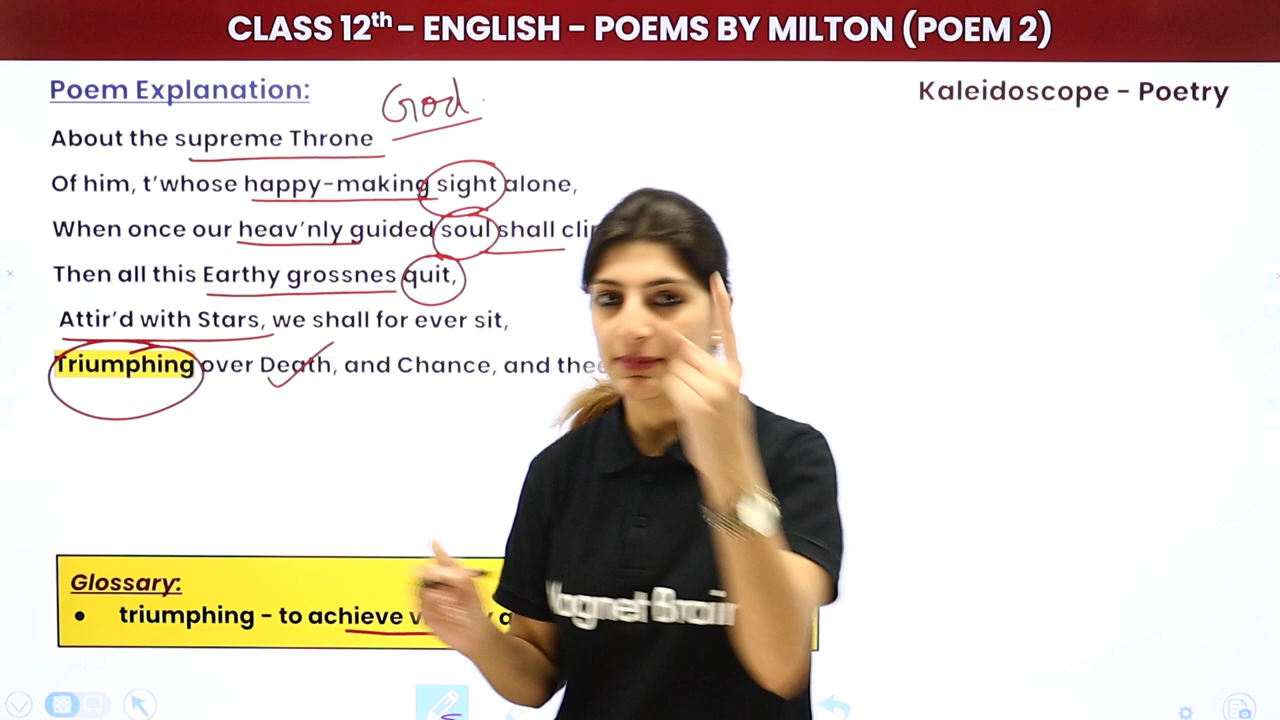 CLASS 12th - ENGLISH - POEMS BY MILTON (POEM 2)
Poem Explanation:
God
Kaleidoscope - Poetry
About the supreme Throne
Of him, t'whose happy-making sight alone,
When once our heav'nly guided soul shall
Then all this Earthy grossnes quit,
Attir'd with Stars, we shall for ever sit,
Triumphing over Death, and Chance, and
Glossary:
● triumphing - to achieve